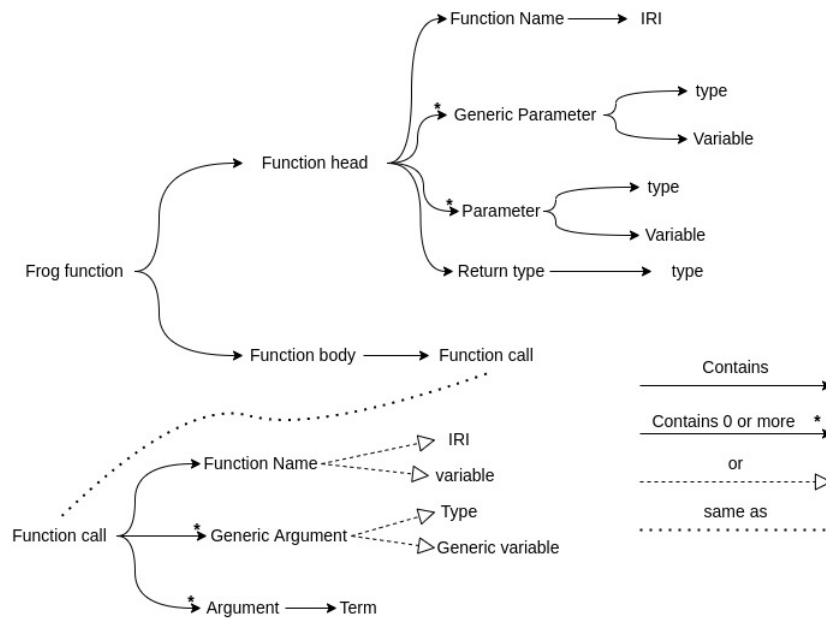 Function Name
IRI
* Generic Parameter
type
Variable
Function head
* Parameter
type
Variable
Frog function
Return type
type
Function body
Function call
Contains
Contains 0 or more *
or
same as
Function Name
IRI
variable
Function call
* Generic Argument
Type
Generic variable
* Argument
Term